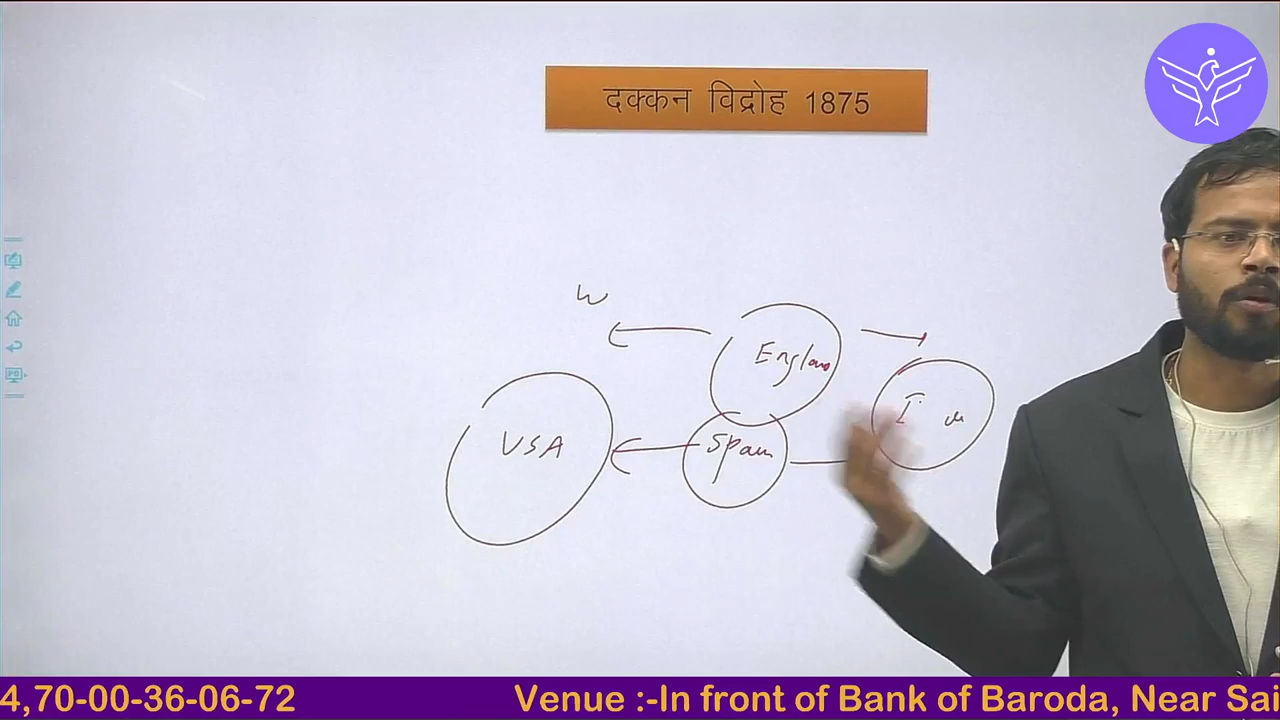 दक्कन विद्रोह 1875
W
England
I
USA
Spain
4,70-00-36-06-72 Venue :-In front of Bank of Baroda, Near Sai